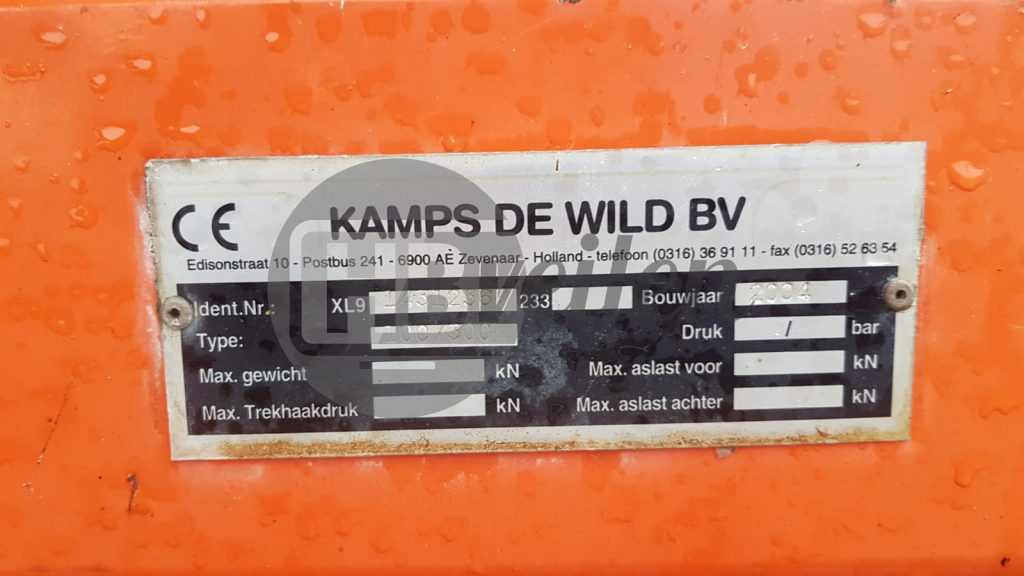 CE KAMPS DE WILD BV
Edisonstraat 10 - Postbus 241 - 6900 AE Zevenaar - Holland - telefoon (0316) 36 91 11 - fax (0316) 52 63 54
Ident.Nr.: XL9 /233 Bouwjaar 2004
Type: Druk / bar
Max. gewicht kN Max. aslast voor kN
Max. Trekhaakdruk kN Max. aslast achter kN